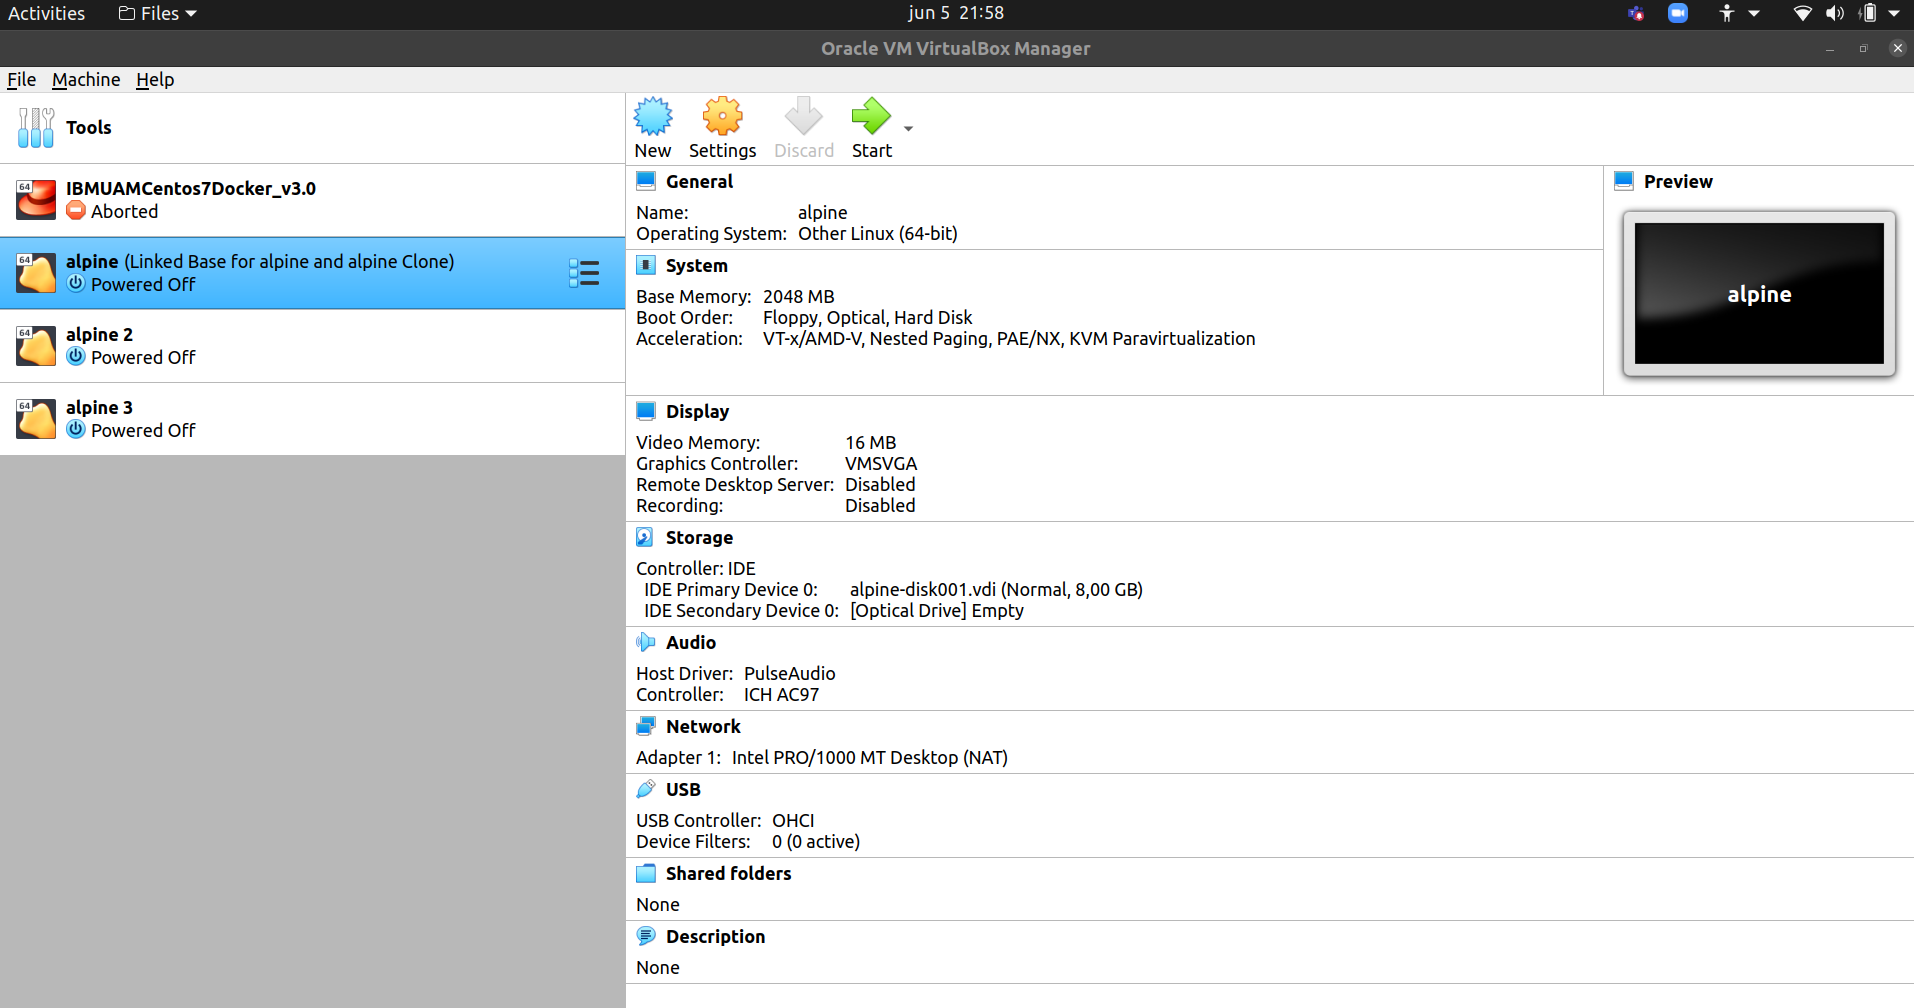 Activities Files jun 5 21:58
Oracle VM VirtualBox Manager
File Machine Help
Tools
64
IBMUAMCentos7Docker_v3.0
Aborted
64
alpine (Linked Base for alpine and alpine Clone)
Powered Off
64
alpine 2
Powered Off
64
alpine 3
Powered Off
New Settings Discard Start
General
Name: alpine
Operating System: Other Linux (64-bit)
Preview
alpine
System
Base Memory: 2048 MB
Boot Order: Floppy, Optical, Hard Disk
Acceleration: VT-x/AMD-V, Nested Paging, PAE/NX, KVM Paravirtualization
Display
Video Memory: 16 MB
Graphics Controller: VMSVGA
Remote Desktop Server: Disabled
Recording: Disabled
Storage
Controller: IDE
IDE Primary Device 0: alpine-disk001.vdi (Normal, 8,00 GB)
IDE Secondary Device 0: [Optical Drive] Empty
Audio
Host Driver: PulseAudio
Controller: ICH AC97
Network
Adapter 1: Intel PRO/1000 MT Desktop (NAT)
USB
USB Controller: OHCI
Device Filters: 0 (0 active)
Shared folders
None
Description
None